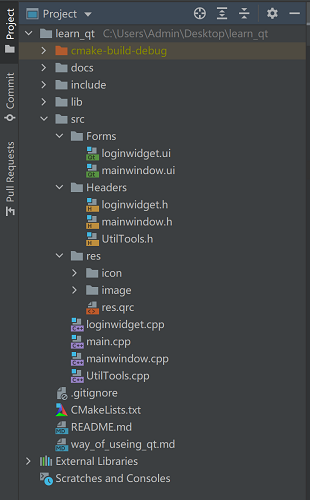 Project
Commit
Pull Requests
Project
learn_qt C:\Users\Admin\Desktop\learn_qt
cmake-build-debug
docs
include
lib
src
Forms
loginwidget.ui
mainwindow.ui
Headers
loginwidget.h
mainwindow.h
UtilTools.h
res
icon
image
res.qrc
loginwidget.cpp
main.cpp
mainwindow.cpp
UtilTools.cpp
.gitignore
CMakeLists.txt
README.md
way_of_useing_qt.md
External Libraries
Scratches and Consoles